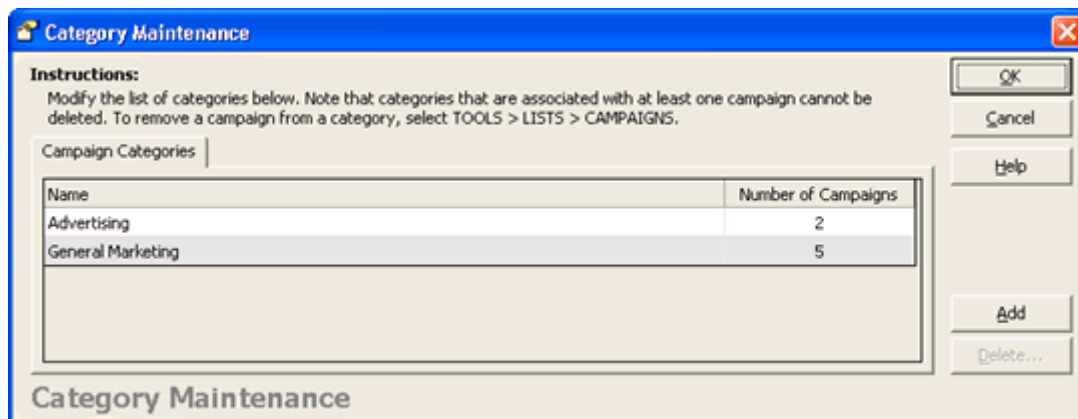 Category Maintenance
Instructions:
Modify the list of categories below. Note that categories that are associated with at least one campaign cannot be
deleted. To remove a campaign from a category, select TOOLS > LISTS > CAMPAIGNS.
OK
Cancel
Help
Campaign Categories
Name Number of Campaigns
Advertising 2
General Marketing 5
Add
Delete...
Category Maintenance